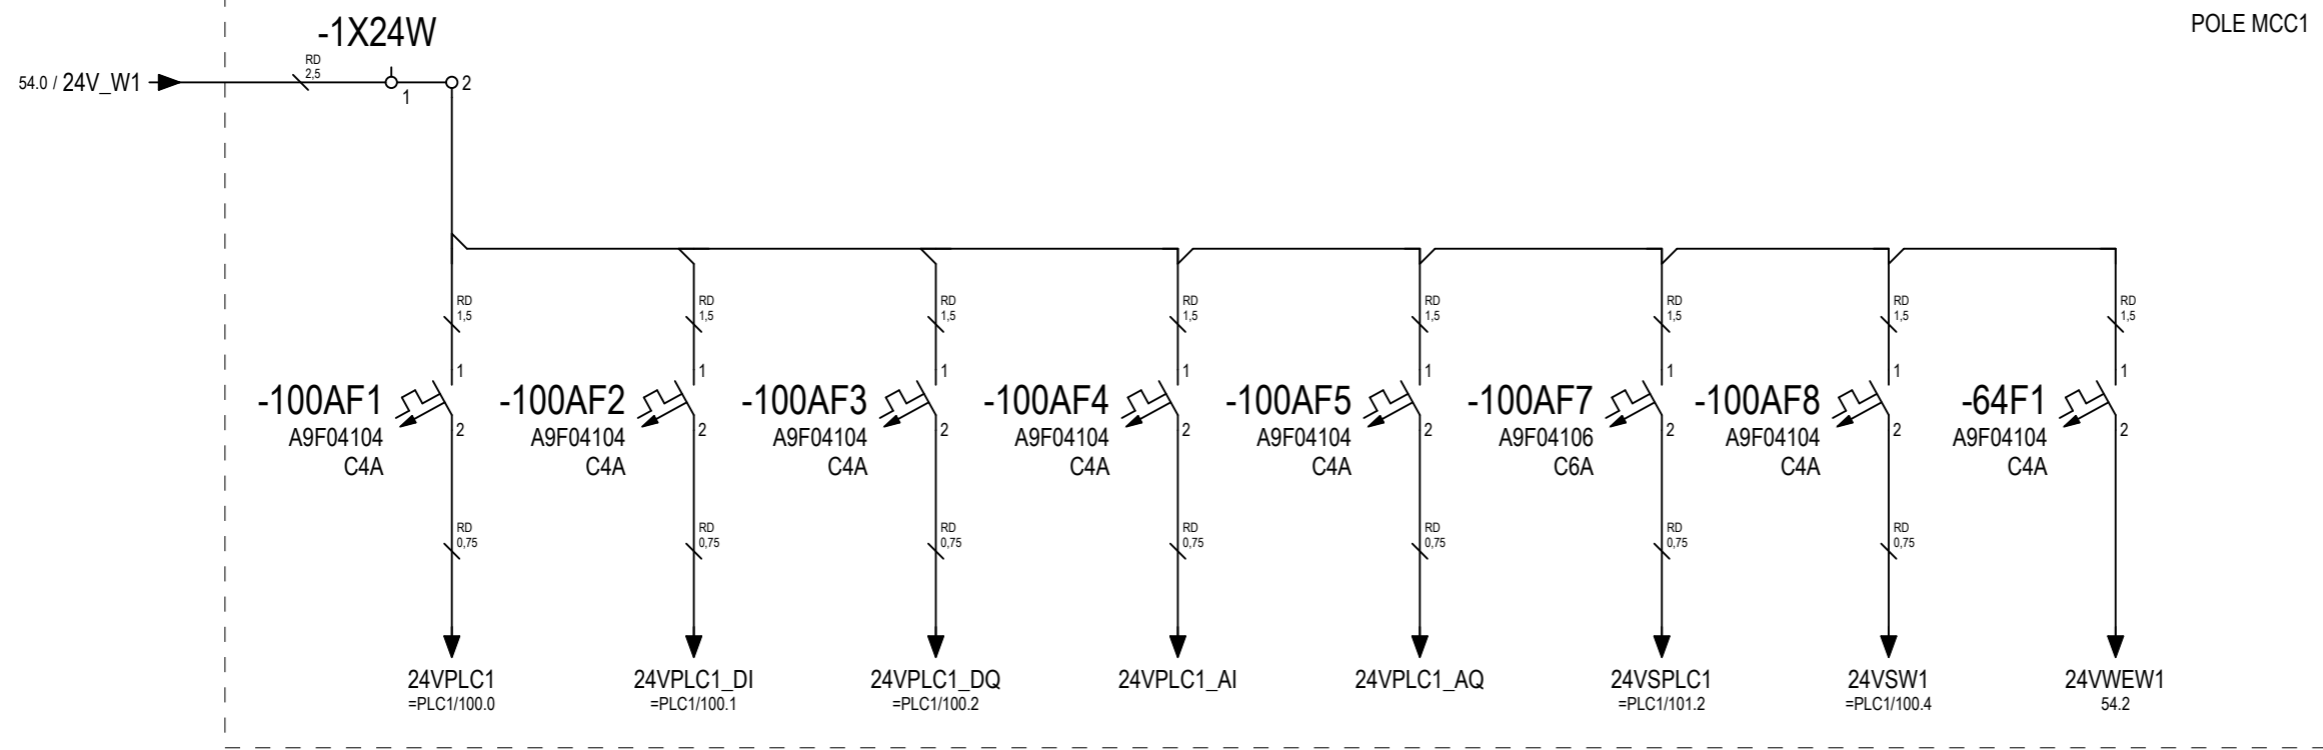 POLE MCC1
-1X24W
RD
2,5
54.0 / 24V_W1
1
2
RD
1,5
RD
1,5
RD
1,5
RD
1,5
RD
1,5
RD
1,5
RD
1,5
RD
1,5
1
1
1
1
1
1
1
1
-100AF1
-100AF2
-100AF3
-100AF4
-100AF5
-100AF7
-100AF8
-64F1
A9F04104
A9F04104
A9F04104
A9F04104
A9F04104
A9F04106
A9F04104
A9F04104
2
2
2
2
2
2
2
2
C4A
C4A
C4A
C4A
C4A
C6A
C4A
C4A
RD
0,75
RD
0,75
RD
0,75
RD
0,75
RD
0,75
RD
0,75
RD
0,75
24VPLC1
=PLC1/100.0
24VPLC1_DI
=PLC1/100.1
24VPLC1_DQ
=PLC1/100.2
24VPLC1_AI
24VPLC1_AQ
24VSPLC1
=PLC1/101.2
24VSW1
=PLC1/100.4
24VWEW1
54.2